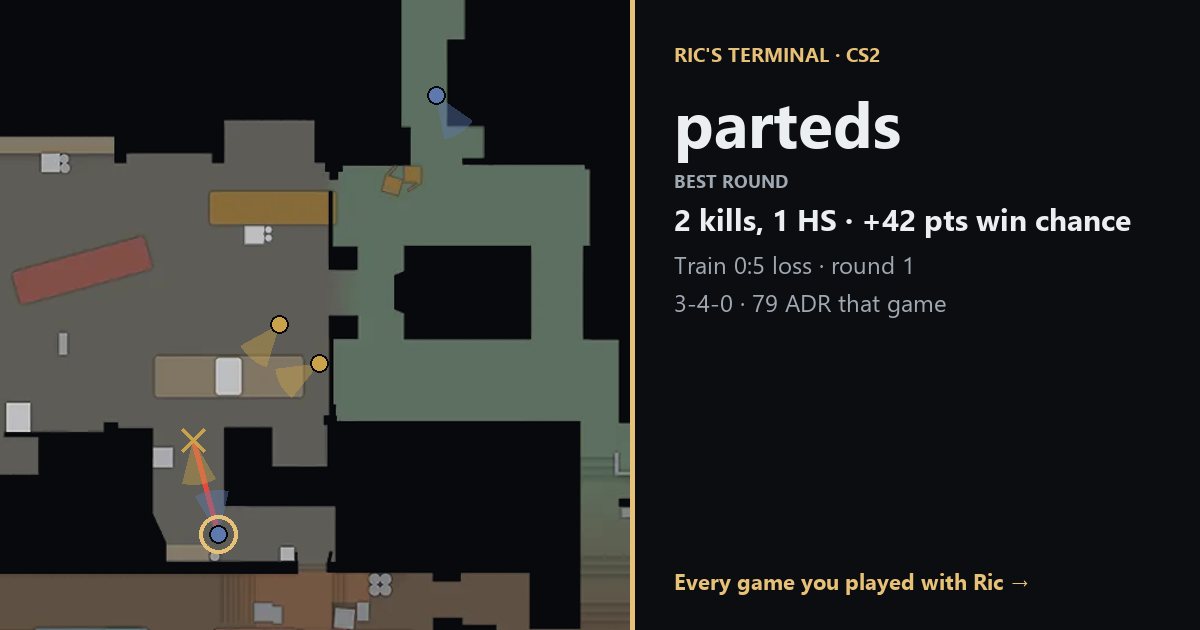 RIC'S TERMINAL · CS2
parteds
BEST ROUND
2 kills, 1 HS · +42 pts win chance
Train 0:5 loss · round 1
3-4-0 · 79 ADR that game
Every game you played with Ric →